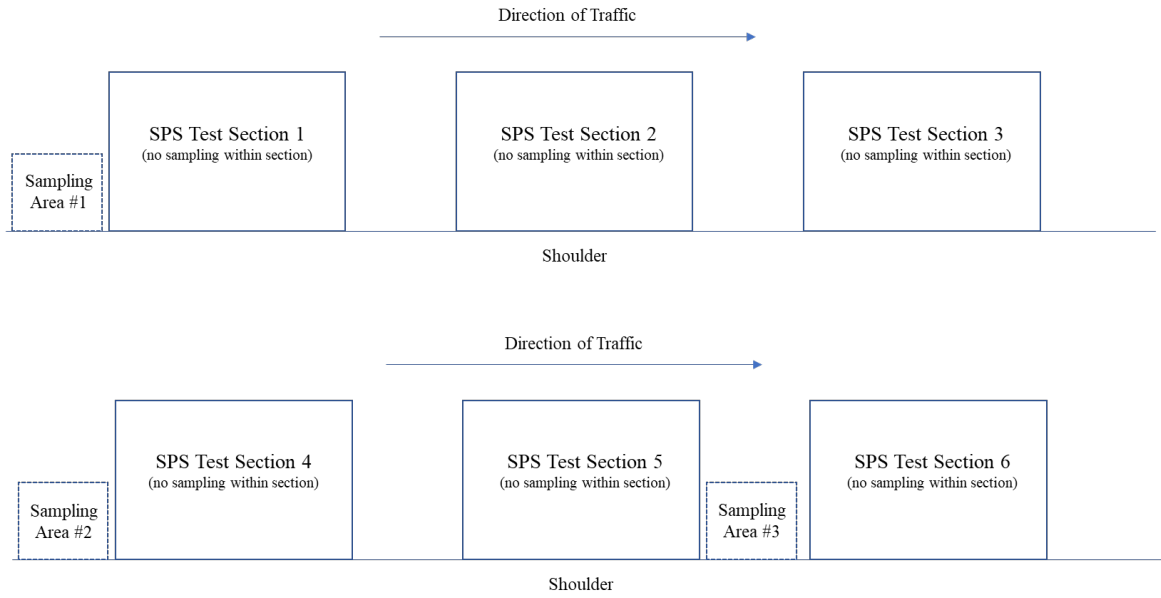 Direction of Traffic
SPS Test Section 1
(no sampling within section)
SPS Test Section 2
(no sampling within section)
SPS Test Section 3
(no sampling within section)
Sampling
Area #1
Shoulder
Direction of Traffic
SPS Test Section 4
(no sampling within section)
SPS Test Section 5
(no sampling within section)
SPS Test Section 6
(no sampling within section)
Sampling
Area #2
Sampling
Area #3
Shoulder